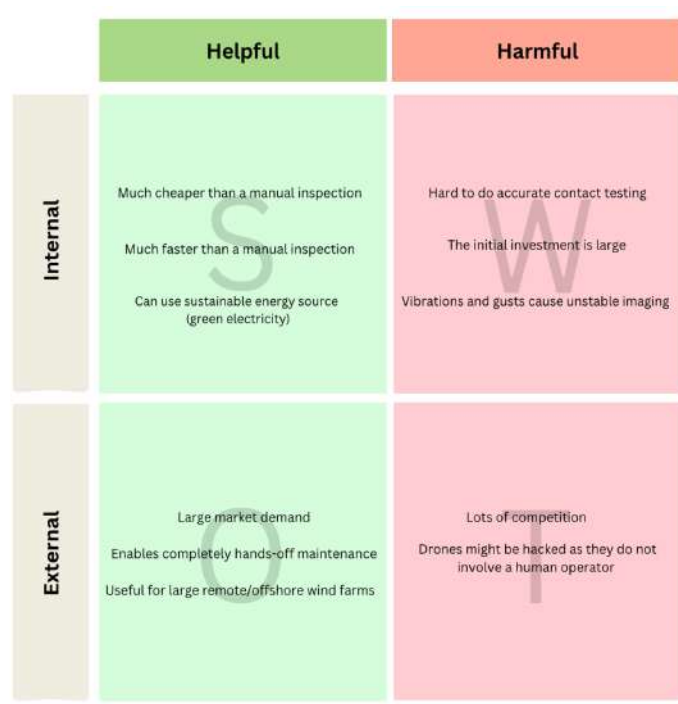 Helpful
Harmful
Internal
S
Much cheaper than a manual inspection
Much faster than a manual inspection
Can use sustainable energy source
(green electricity)
W
Hard to do accurate contact testing
The initial investment is large
Vibrations and gusts cause unstable imaging
External
O
Large market demand
Enables completely hands-off maintenance
Useful for large remote/offshore wind farms
T
Lots of competition
Drones might be hacked as they do not
involve a human operator